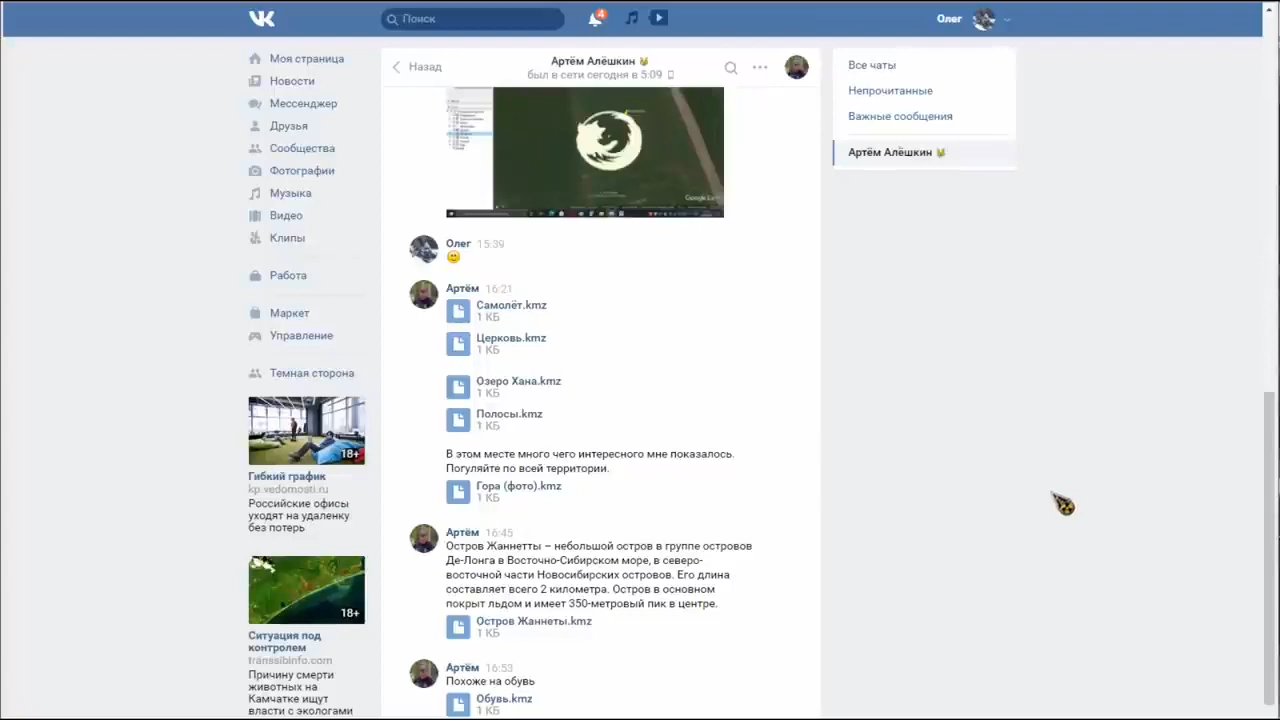 Поиск
4
Олег
Моя страница
Новости
Мессенджер
Друзья
Сообщества
Фотографии
Музыка
Видео
Клипы
Работа
Маркет
Управление
Темная сторона
18+
Гибкий график
kp.vedomosti.ru
Российские офисы
уходят на удаленку
без потерь
18+
Ситуация под
контролем
transsibinfo.com
Причину смерти
животных на
Камчатке ищут
власти с экологами
Назад
Артём Алёшкин
был в сети сегодня в 5:09
Google Earth
Олег 15:39
Артём 16:21
Самолёт.kmz
1 КБ
Церковь.kmz
1 КБ
Озеро Хана.kmz
1 КБ
Полосы.kmz
1 КБ
В этом месте много чего интересного мне показалось.
Погуляйте по всей территории.
Гора (фото).kmz
1 КБ
Артём 16:45
Остров Жаннетты – небольшой остров в группе островов
Де-Лонга в Восточно-Сибирском море, в северо-
восточной части Новосибирских островов. Его длина
составляет всего 2 километра. Остров в основном
покрыт льдом и имеет 350-метровый пик в центре.
Остров Жаннеты.kmz
1 КБ
Артём 16:53
Похоже на обувь
Обувь.kmz
1 КБ
Все чаты
Непрочитанные
Важные сообщения
Артём Алёшкин